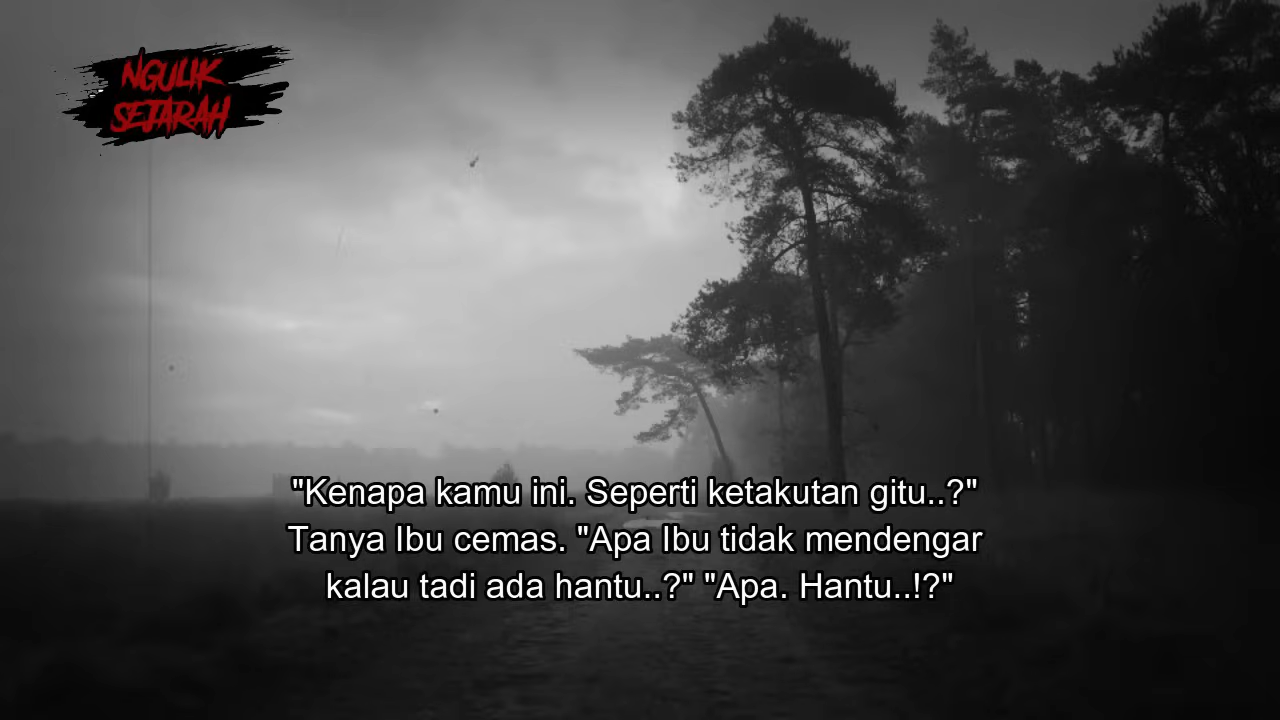 NGULIK
SEJARAH
"Kenapa kamu ini. Seperti ketakutan gitu..?"
Tanya Ibu cemas. "Apa Ibu tidak mendengar
kalau tadi ada hantu..?" "Apa. Hantu..!?"